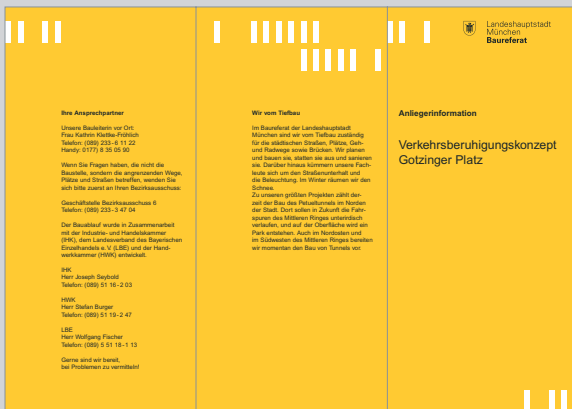 Ihre Ansprechpartner
Unsere Bauleiterin vor Ort:
Frau Kathrin Klettke-Fröhlich
Telefon: (089) 233-6 11 22
Handy: 0177) 8 35 05 90
Wenn Sie Fragen haben, die nicht die
Baustelle, sondern die angrenzenden Wege,
Plätze und Straßen betreffen, wenden Sie
sich bitte zuerst an Ihren Bezirksausschuss:
Geschäftsstelle Bezirksausschuss 6
Telefon: (089) 233-3 47 04
Der Bauablauf wurde in Zusammenarbeit
mit der Industrie- und Handelskammer
(IHK), dem Landesverband des Bayerischen
Einzelhandels e. V. (LBE) und der Hand-
werkskammer (HWK) entwickelt.
IHK
Herr Joseph Seybold
Telefon: (089) 51 16-2 03
HWK
Herr Stefan Burger
Telefon: (089) 51 19-2 47
LBE
Herr Wolfgang Fischer
Telefon: (089) 5 51 18-1 13
Gerne sind wir bereit,
bei Problemen zu vermitteln!
Wir vom Tiefbau
Im Baureferat der Landeshauptstadt
München sind wir vom Tiefbau zuständig
für die städtischen Straßen, Plätze, Geh-
und Radwege sowie Brücken. Wir planen
und bauen sie, statten sie aus und sanieren
sie. Darüber hinaus kümmern unsere Fach-
leute sich um den Straßenunterhalt und
die Beleuchtung. Im Winter räumen wir den
Schnee.
Zu unseren größten Projekten zählt der-
zeit der Bau des Petueltunnels im Norden
der Stadt. Dort sollen in Zukunft die Fahr-
spuren des Mittleren Ringes unterirdisch
verlaufen, und auf der Oberfläche wird ein
Park entstehen. Auch im Nordosten und
im Südwesten des Mittleren Ringes bereiten
wir momentan den Bau von Tunnels vor.
Landeshauptstadt
München
Baureferat
Anliegerinformation
Verkehrsberuhigungskonzept
Gotzinger Platz